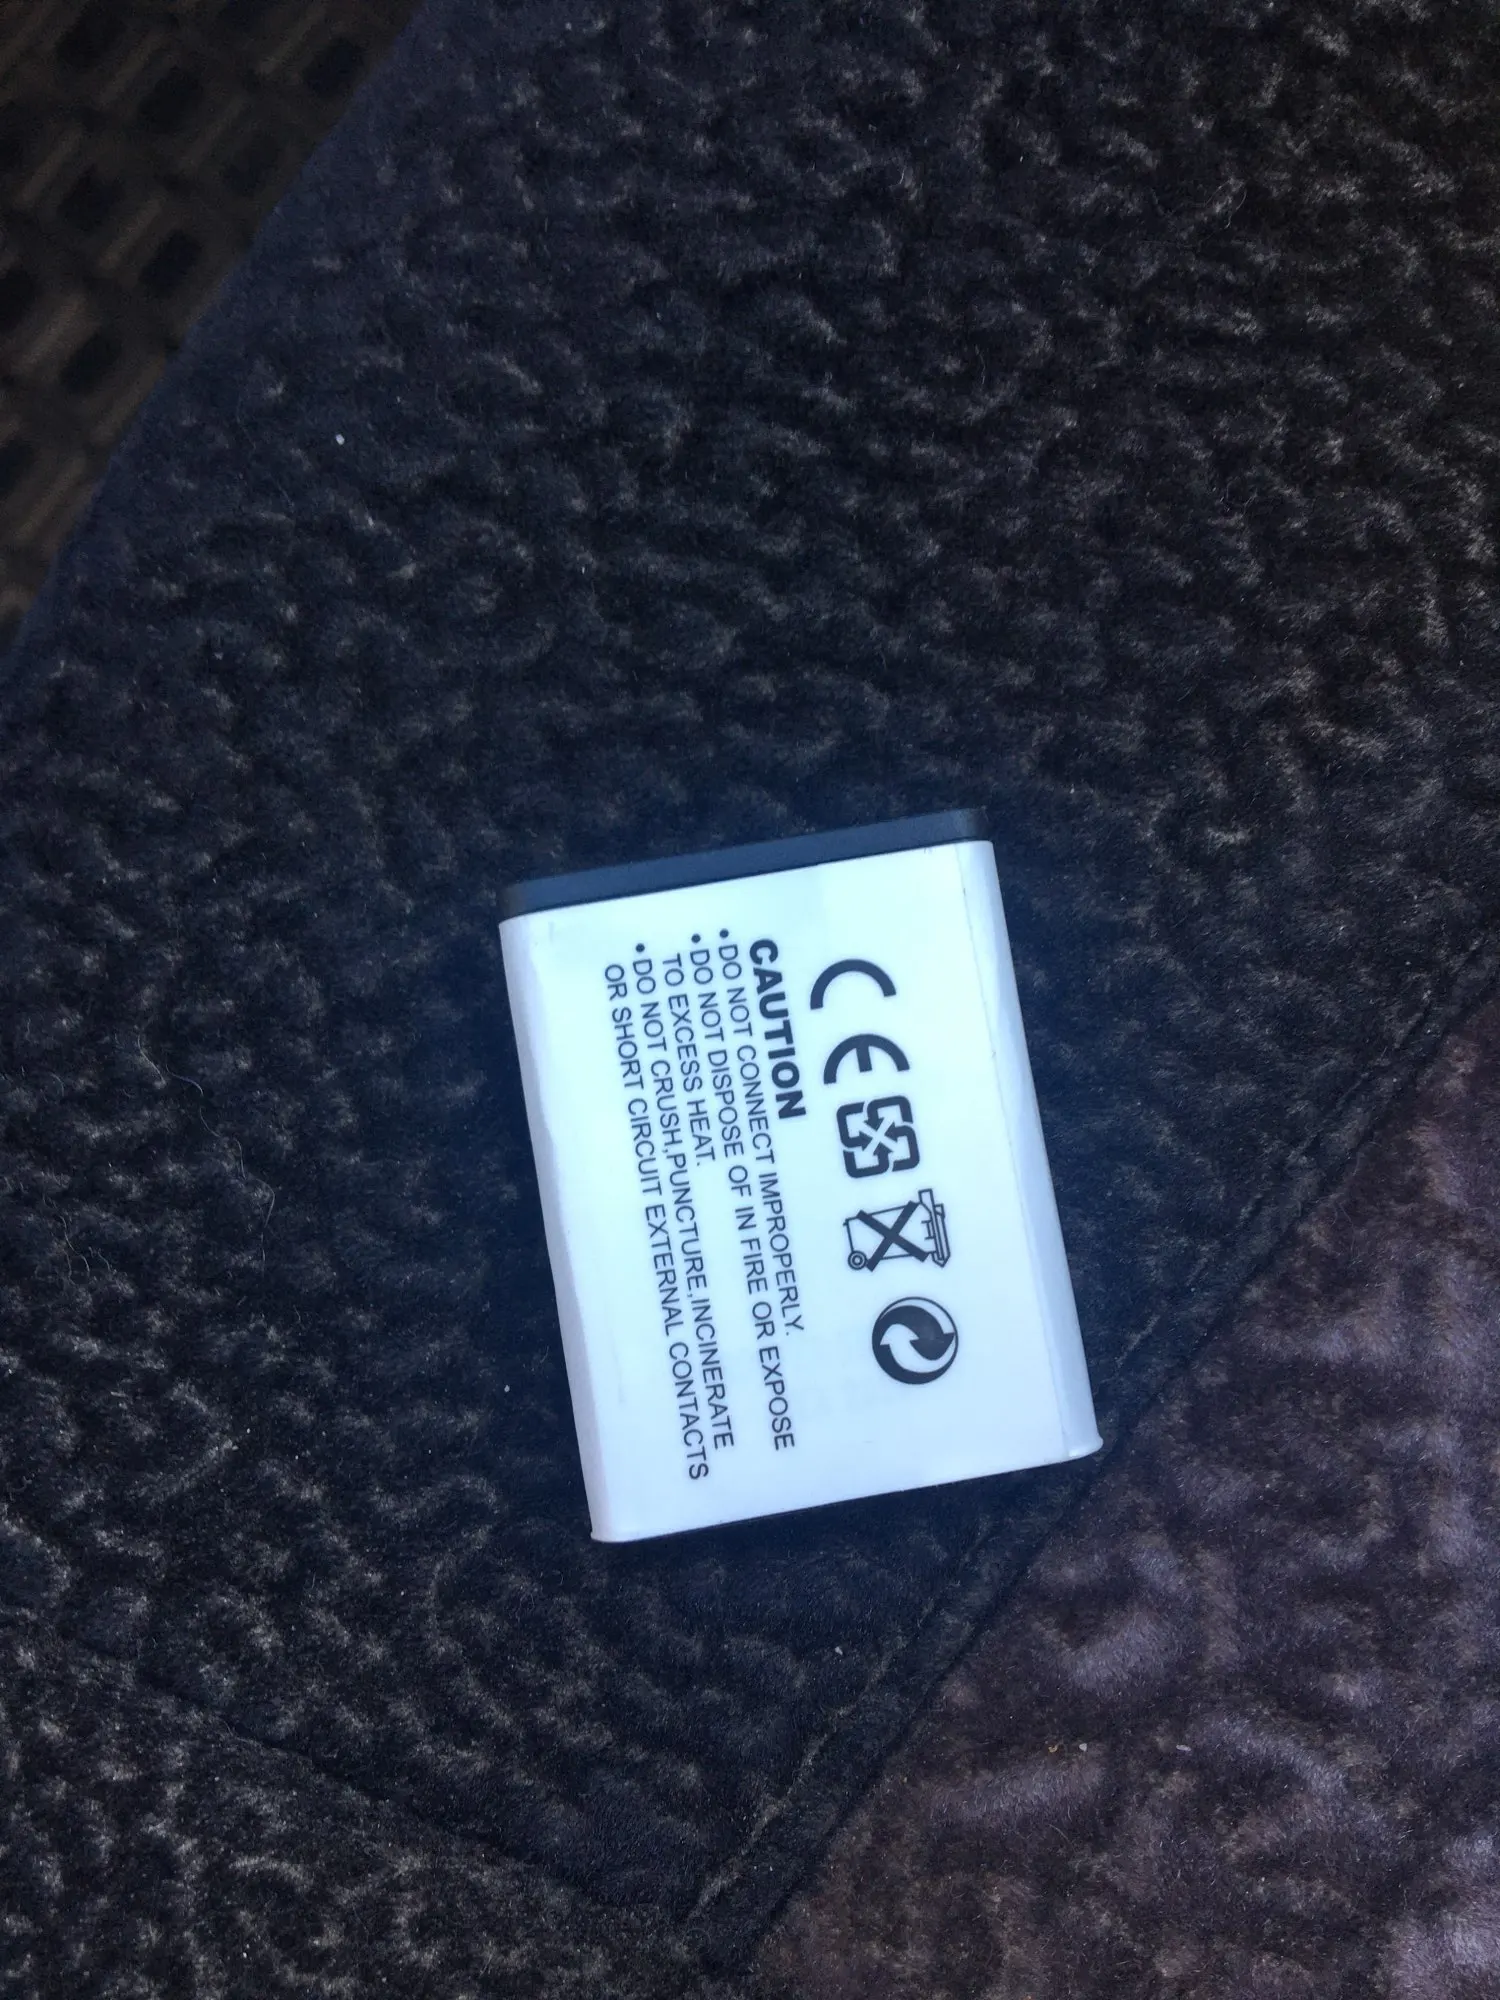 CE
CAUTION
•DO NOT CONNECT IMPROPERLY.
•DO NOT DISPOSE OF IN FIRE OR EXPOSE
TO EXCESS HEAT.
•DO NOT CRUSH,PUNCTURE,INCINERATE
OR SHORT CIRCUIT EXTERNAL CONTACTS